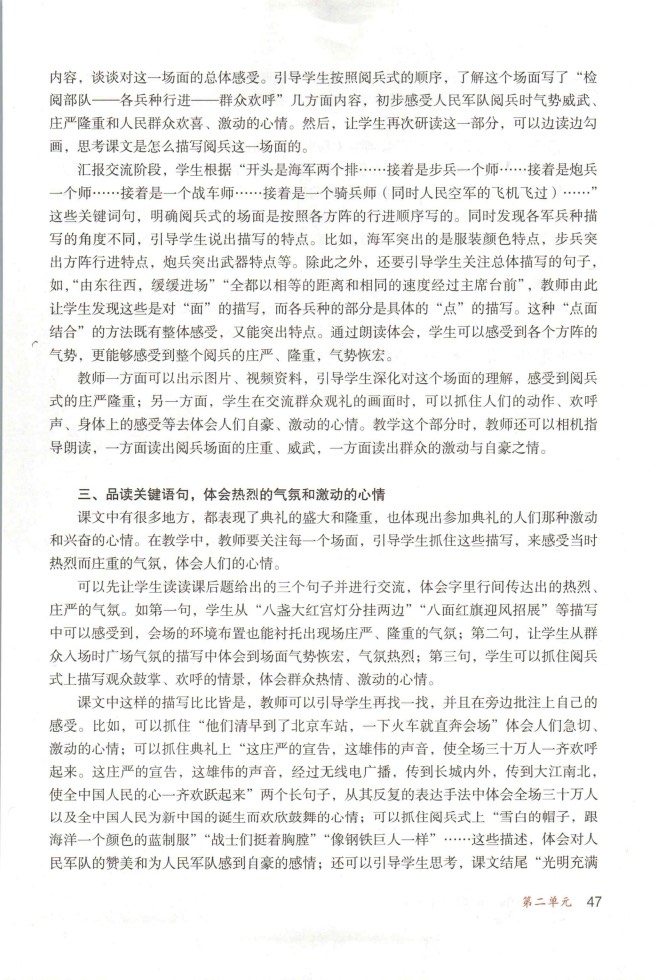 内容，谈谈对这一场面的总体感受。引导学生按照阅兵式的顺序，了解这个场面写了“检
阅部队——各兵种行进——群众欢呼”几方面内容，初步感受人民军队阅兵时气势威武、
庄严隆重和人民群众欢喜、激动的心情。然后，让学生再次研读这一部分，可以边读边勾
画，思考课文是怎么描写阅兵这一场面的。
汇报交流阶段，学生根据“开头是海军两个排……接着是步兵一个师……接着是炮兵
一个师……接着是一个战车师……接着是一个骑兵师（同时人民空军的飞机飞过）……”
这些关键词句，明确阅兵式的场面是按照各方阵的行进顺序写的。同时发现各军兵种描
写的角度不同，引导学生说出描写的特点。比如，海军突出的是服装颜色特点，步兵突
出方阵行进特点，炮兵突出武器特点等。除此之外，还要引导学生关注总体描写的句子，
如，“由东往西，缓缓进场”“全都以相等的距离和相同的速度经过主席台前”，教师由此
让学生发现这些是对“面”的描写，而各兵种的部分是具体的“点”的描写。这种“点面
结合”的方法既有整体感受，又能突出特点。通过朗读体会，学生可以感受到各个方阵的
气势，更能够感受到整个阅兵的庄严、隆重，气势恢宏。
教师一方面可以出示图片、视频资料，引导学生深化对这个场面的理解，感受到阅兵
式的庄严隆重；另一方面，学生在交流群众观礼的画面时，可以抓住人们的动作、欢呼
声、身体上的感受等去体会人们自豪、激动的心情。教学这个部分时，教师还可以相机指
导朗读，一方面读出阅兵场面的庄重、威武，一方面读出群众的激动与自豪之情。
三、品读关键语句，体会热烈的气氛和激动的心情
课文中有很多地方，都表现了典礼的盛大和隆重，也体现出参加典礼的人们那种激动
和兴奋的心情。在教学中，教师要关注每一个场面，引导学生抓住这些描写，来感受当时
热烈而庄重的气氛，体会人们的心情。
可以先让学生读读课后题给出的三个句子并进行交流，体会字里行间传达出的热烈、
庄严的气氛。如第一句，学生从“八盏大红宫灯分挂两边”“八面红旗迎风招展”等描写
中可以感受到，会场的环境布置也能衬托出现场庄严、隆重的气氛；第二句，让学生从群
众入场时广场气氛的描写中体会到场面气势恢宏，气氛热烈；第三句，学生可以抓住阅兵
式上描写观众鼓掌、欢呼的情景，体会群众热情、激动的心情。
课文中这样的描写比比皆是，教师可以引导学生再找一找，并且在旁边批注上自己的
感受。比如，可以抓住“他们清早到了北京车站，一下火车就直奔会场”体会人们急切、
激动的心情；可以抓住典礼上“这庄严的宣告，这雄伟的声音，使全场三十万人一齐欢呼
起来。这庄严的宣告，这雄伟的声音，经过无线电广播，传到长城内外，传到大江南北，
使全中国人民的心一齐欢跃起来”两个长句子，从其反复的表达手法中体会全场三十万人
以及全中国人民为新中国的诞生而欢欣鼓舞的心情；可以抓住阅兵式上“雪白的帽子，跟
海洋一个颜色的蓝制服”“战士们挺着胸膛”“像钢铁巨人一样”……这些描述，体会对人
民军队的赞美和为人民军队感到自豪的感情；还可以引导学生思考，课文结尾“光明充满
第二单元 47